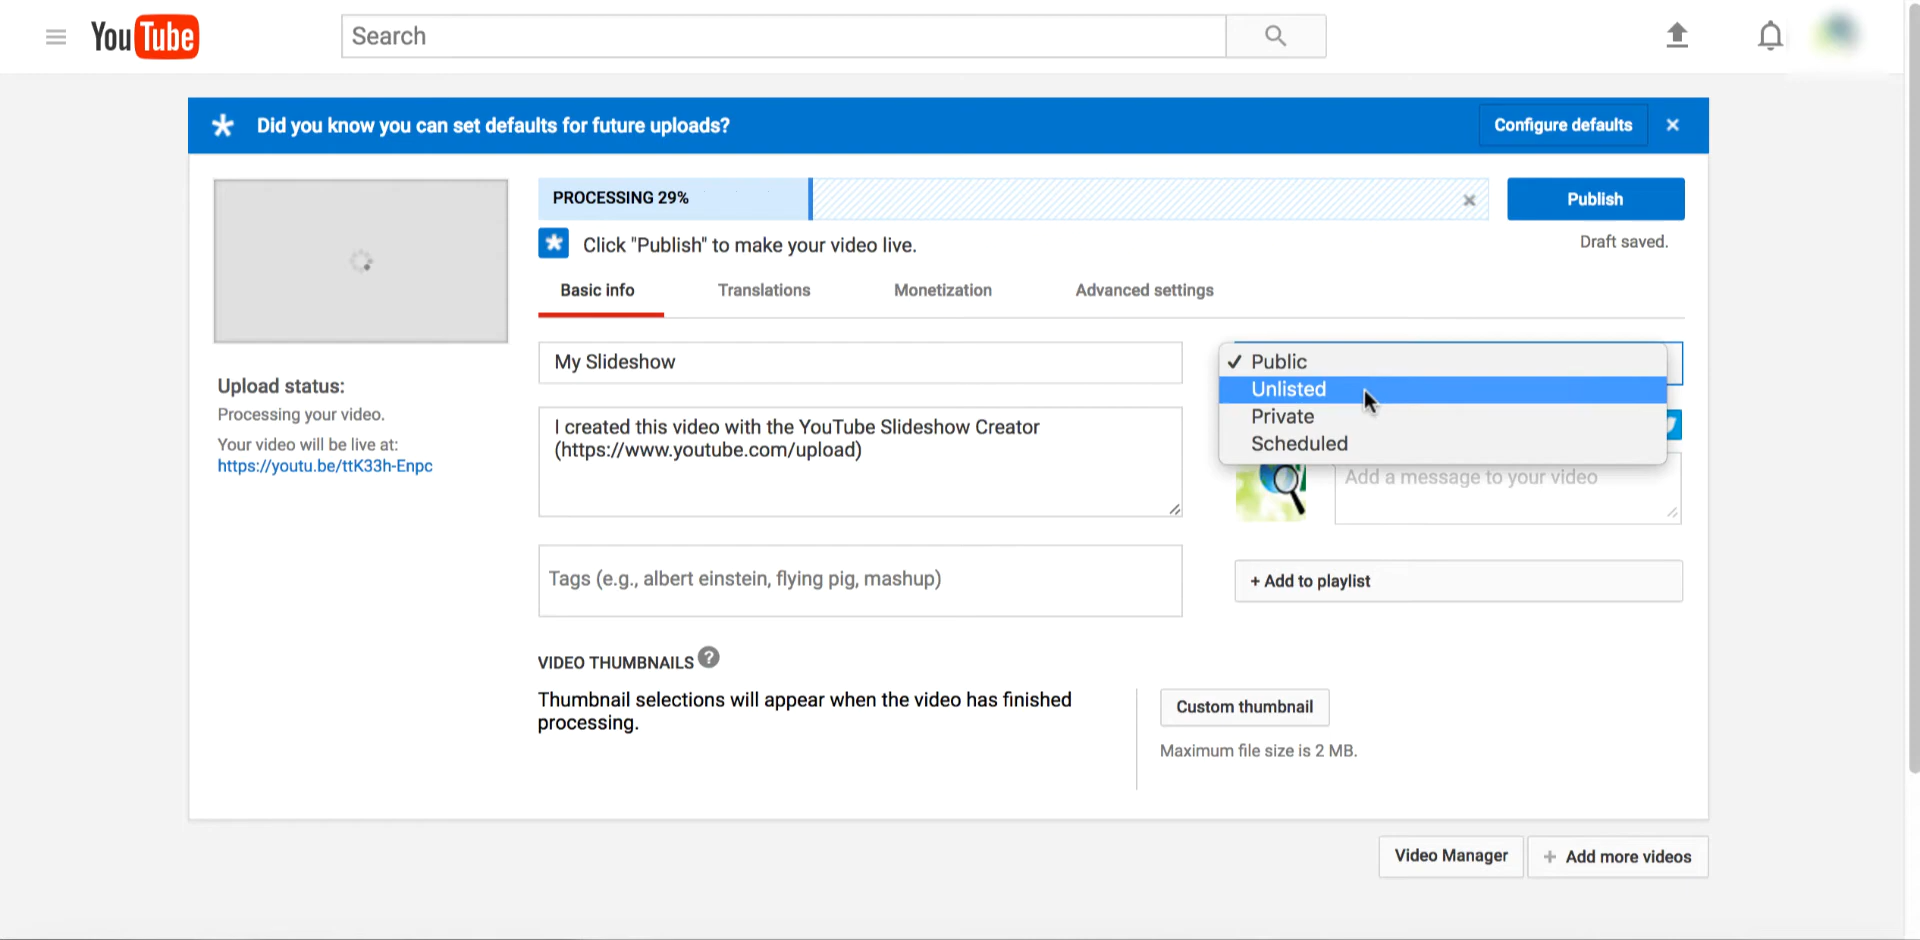 YouTube
Search
Did you know you can set defaults for future uploads?
Configure defaults
PROCESSING 29%
Publish
Click "Publish" to make your video live.
Draft saved.
Basic info
Translations
Monetization
Advanced settings
My Slideshow
Public
Unlisted
Private
Scheduled
Upload status:
Processing your video.
Your video will be live at:
https://youtu.be/ttK33h-Enpc
I created this video with the YouTube Slideshow Creator
(https://www.youtube.com/upload)
Add a message to your video
Tags (e.g., albert einstein, flying pig, mashup)
+ Add to playlist
VIDEO THUMBNAILS ?
Thumbnail selections will appear when the video has finished
processing.
Custom thumbnail
Maximum file size is 2 MB.
Video Manager
+ Add more videos